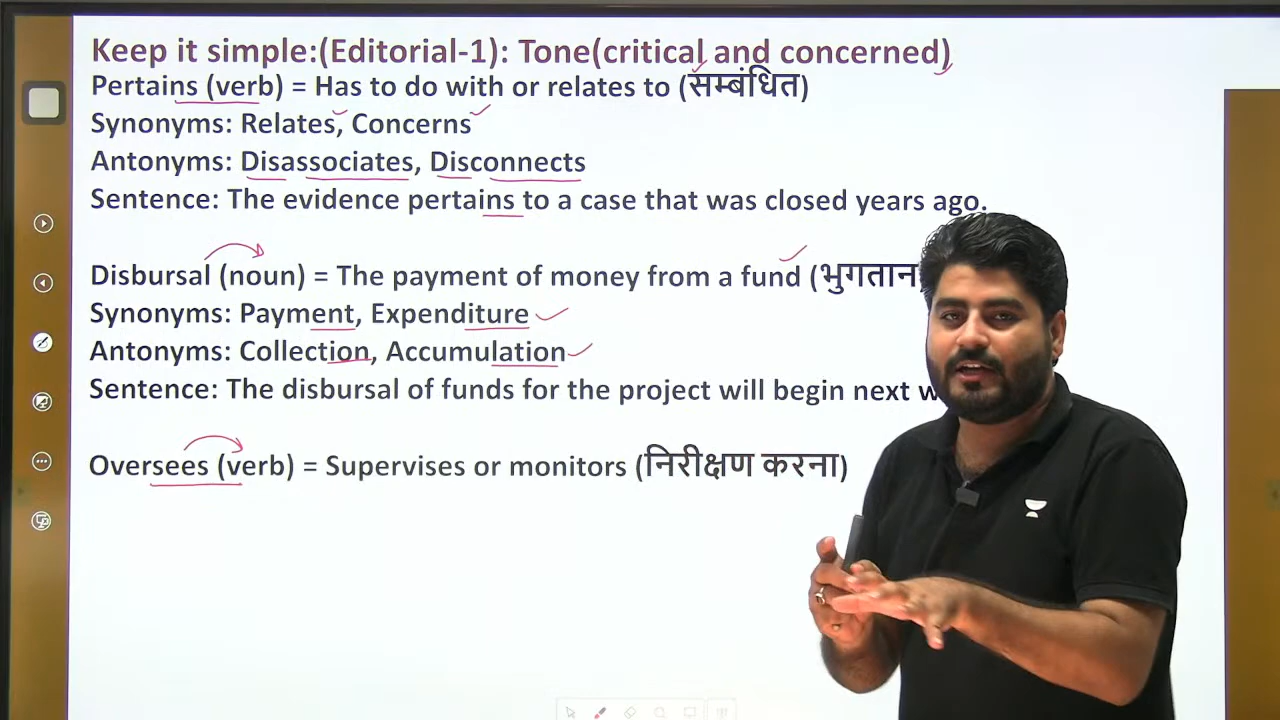 Keep it simple:(Editorial-1): Tone(critical and concerned)
Pertains (verb) = Has to do with or relates to (सम्बंधित)
Synonyms: Relates, Concerns
Antonyms: Disassociates, Disconnects
Sentence: The evidence pertains to a case that was closed years ago.
Disbursal (noun) = The payment of money from a fund (भुगतान
Synonyms: Payment, Expenditure
Antonyms: Collection, Accumulation
Sentence: The disbursal of funds for the project will begin next
Oversees (verb) = Supervises or monitors (निरीक्षण करना)